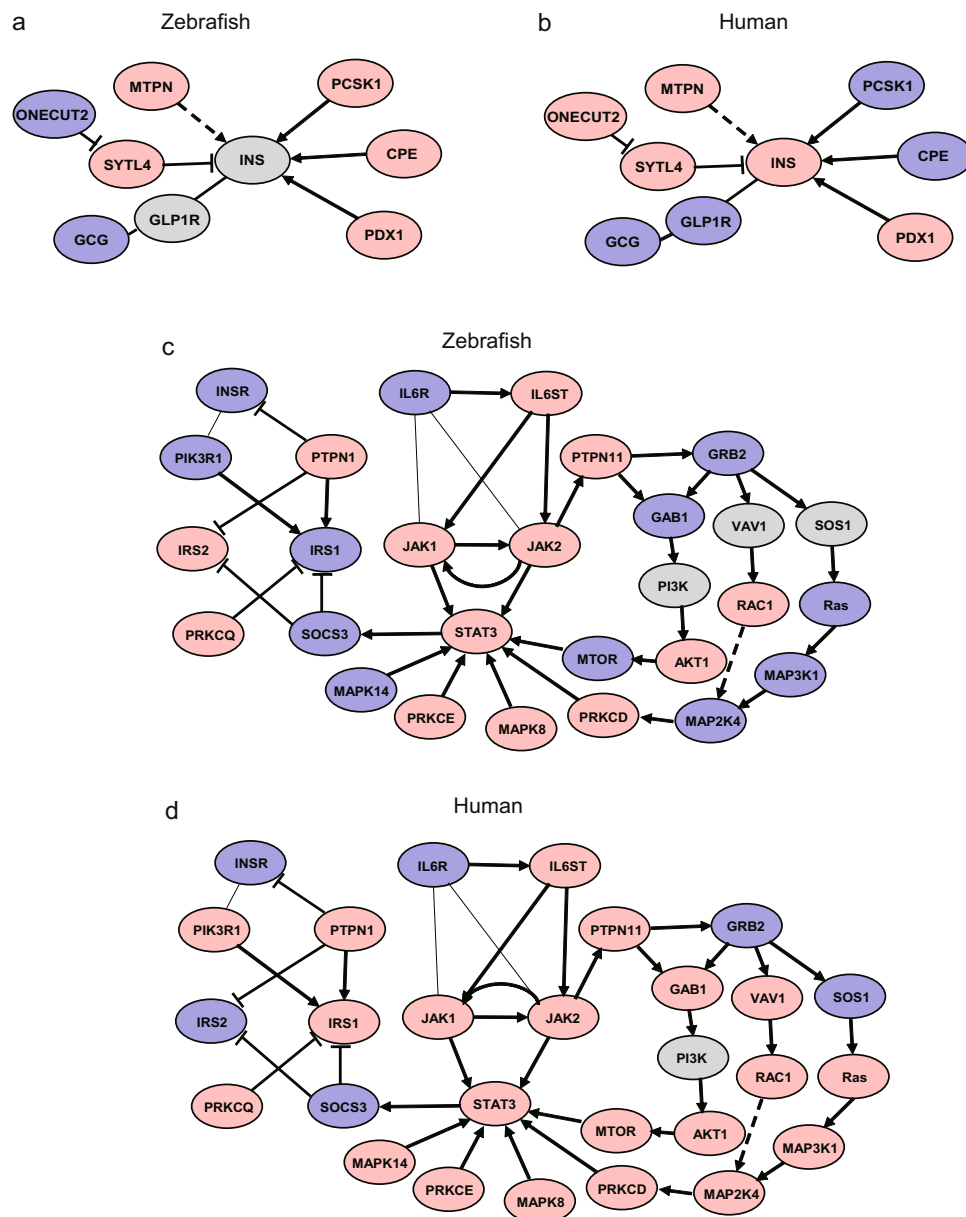 a
Zebrafish
MTPN
PCSK1
ONECUT2
SYTL4
INS
CPE
GLP1R
GCG
PDX1
b
Human
MTPN
PCSK1
ONECUT2
SYTL4
INS
CPE
GLP1R
GCG
PDX1
c
Zebrafish
INSR
IL6R
IL6ST
PIK3R1
PTPN1
PTPN11
GRB2
GAB1
VAV1
SOS1
IRS2
IRS1
JAK1
JAK2
PI3K
RAC1
Ras
PRKCQ
SOCS3
STAT3
MTOR
AKT1
MAP3K1
MAPK14
PRKCE
MAPK8
PRKCD
MAP2K4
d
Human
INSR
IL6R
IL6ST
PIK3R1
PTPN1
PTPN11
GRB2
GAB1
VAV1
SOS1
IRS2
IRS1
JAK1
JAK2
PI3K
RAC1
Ras
PRKCQ
SOCS3
STAT3
MTOR
AKT1
MAP3K1
MAPK14
PRKCE
MAPK8
PRKCD
MAP2K4